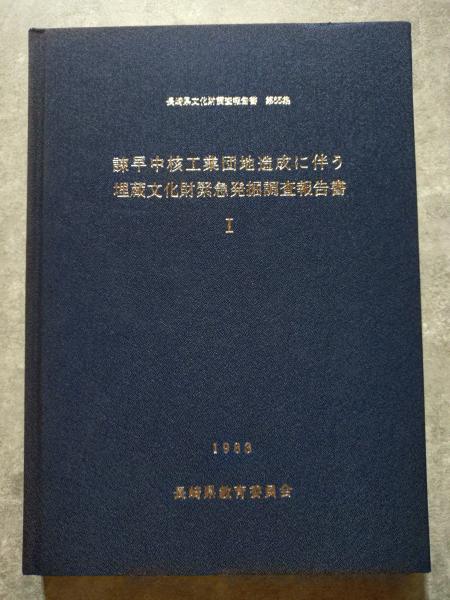 長崎県文化財調査報告書
諫早中核工業団地造成に伴う
埋蔵文化財緊急発掘調査報告書
I
長崎県教育委員会